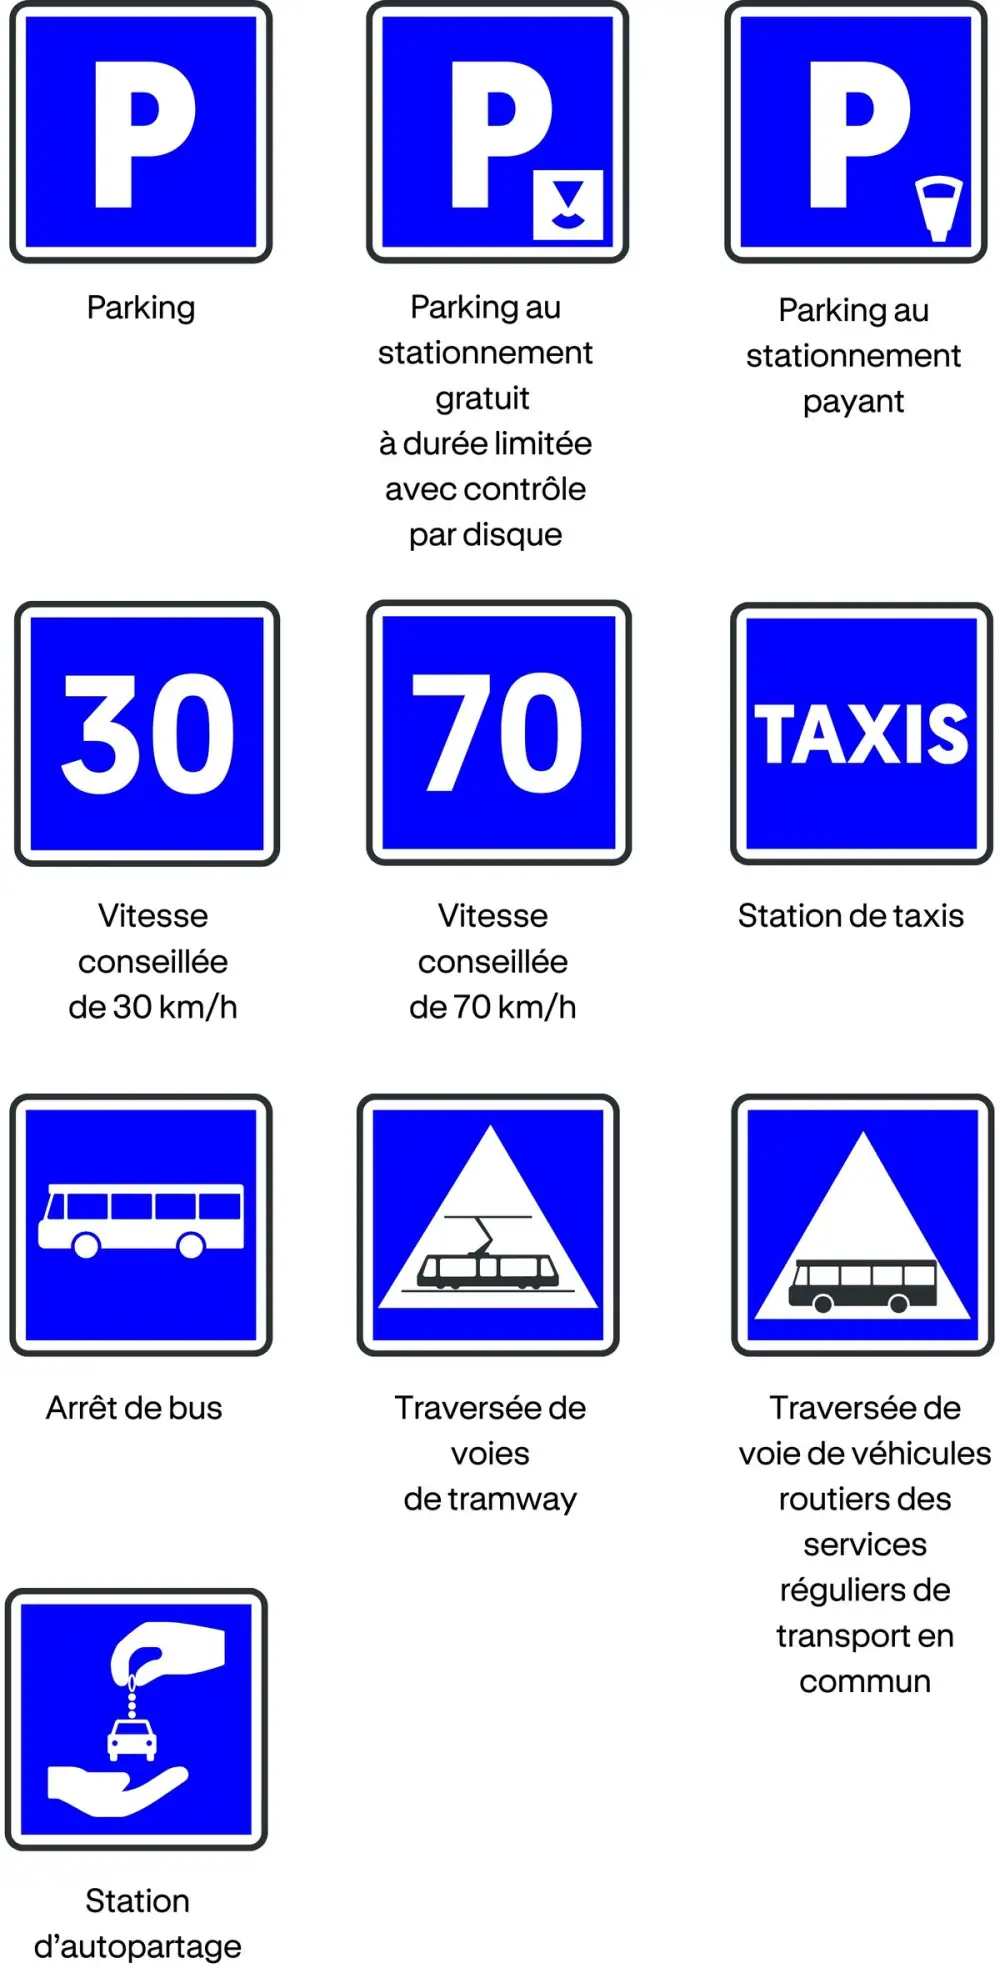 P
Parking
P
Parking au
stationnement
gratuit
à durée limitée
avec contrôle
par disque
P
Parking au
stationnement
payant
30
Vitesse
conseillée
de 30 km/h
70
Vitesse
conseillée
de 70 km/h
TAXIS
Station de taxis
Arrêt de bus
Traversée de
voies
de tramway
Traversée de
voie de véhicules
routiers des
services
réguliers de
transport en
commun
Station
d’autopartage